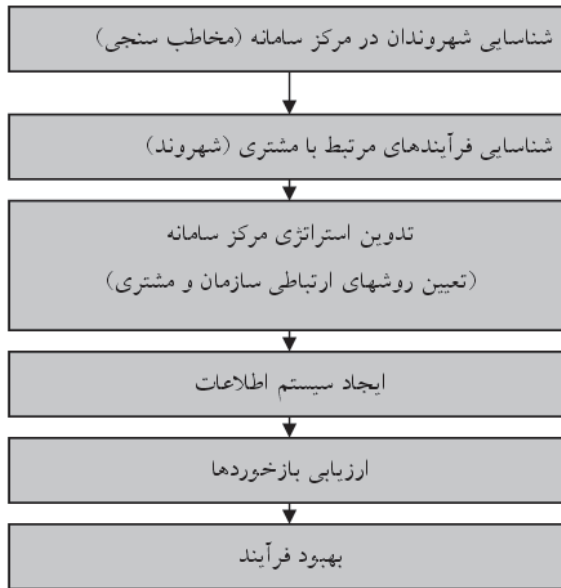 شناسایی شهروندان در مرکز سامانه (مخاطب سنجی)
شناسایی فرآیندهای مرتبط با مشتری (شهروند)
تدوین استراتژی مرکز سامانه
(تعیین روشهای ارتباطی سازمان و مشتری)
ایجاد سیستم اطلاعات
ارزیابی بازخوردها
بهبود فرآیند